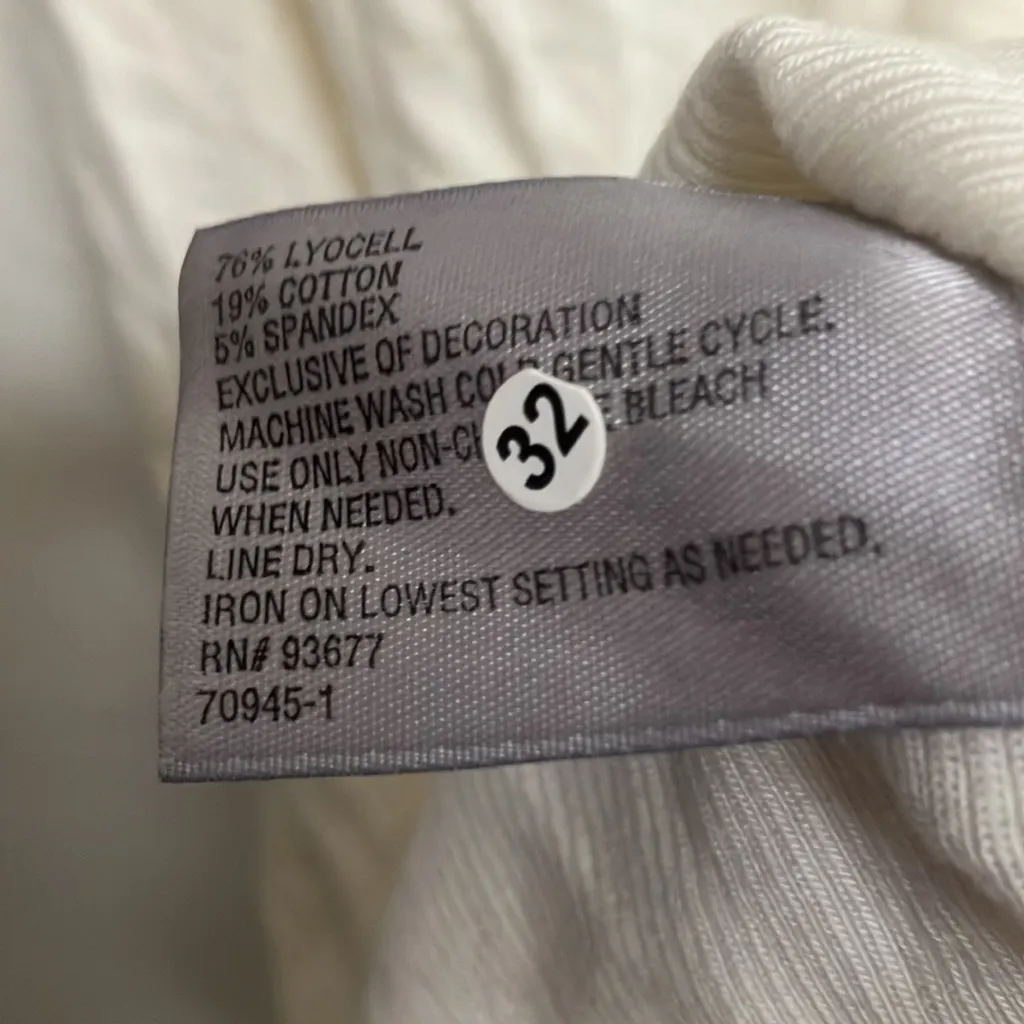 76% LYOCELL
19% COTTON
5% SPANDEX
EXCLUSIVE OF DECORATION
MACHINE WASH GENTLE CYCLE.
USE ONLY BLEACH
WHEN NEEDED.
LINE DRY.
IRON ON LOWEST SETTING AS NEEDED.
RN# 93677
70945-1
32